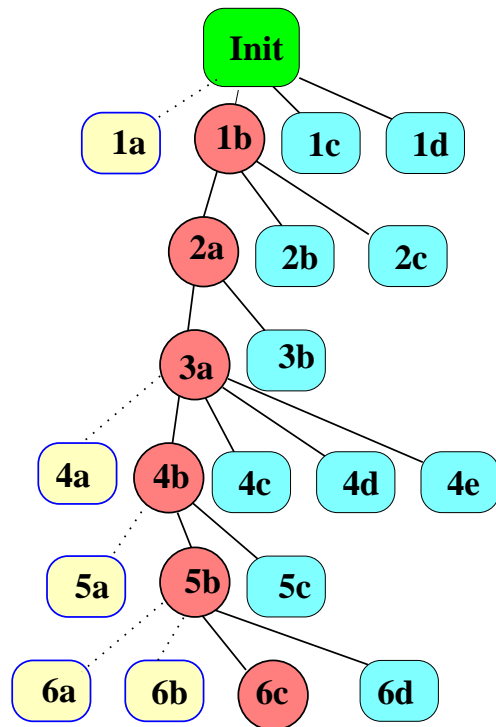 Init
1a 1b 1c 1d
2a 2b 2c
3a 3b
4a 4b 4c 4d 4e
5a 5b 5c
6a 6b 6c 6d